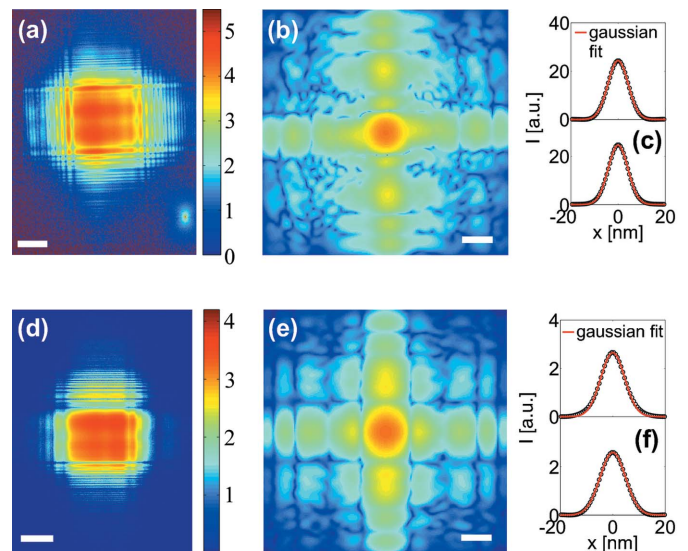 (a)
5
4
3
2
1
0
(b)
40
20
0
20
0
gaussian
fit
(c)
I [a.u.]
-20 0 20
x [nm]
(d)
4
3
2
1
(e)
4
2
0
2
0
gaussian fit
(f)
I [a.u.]
-20 0 20
x [nm]